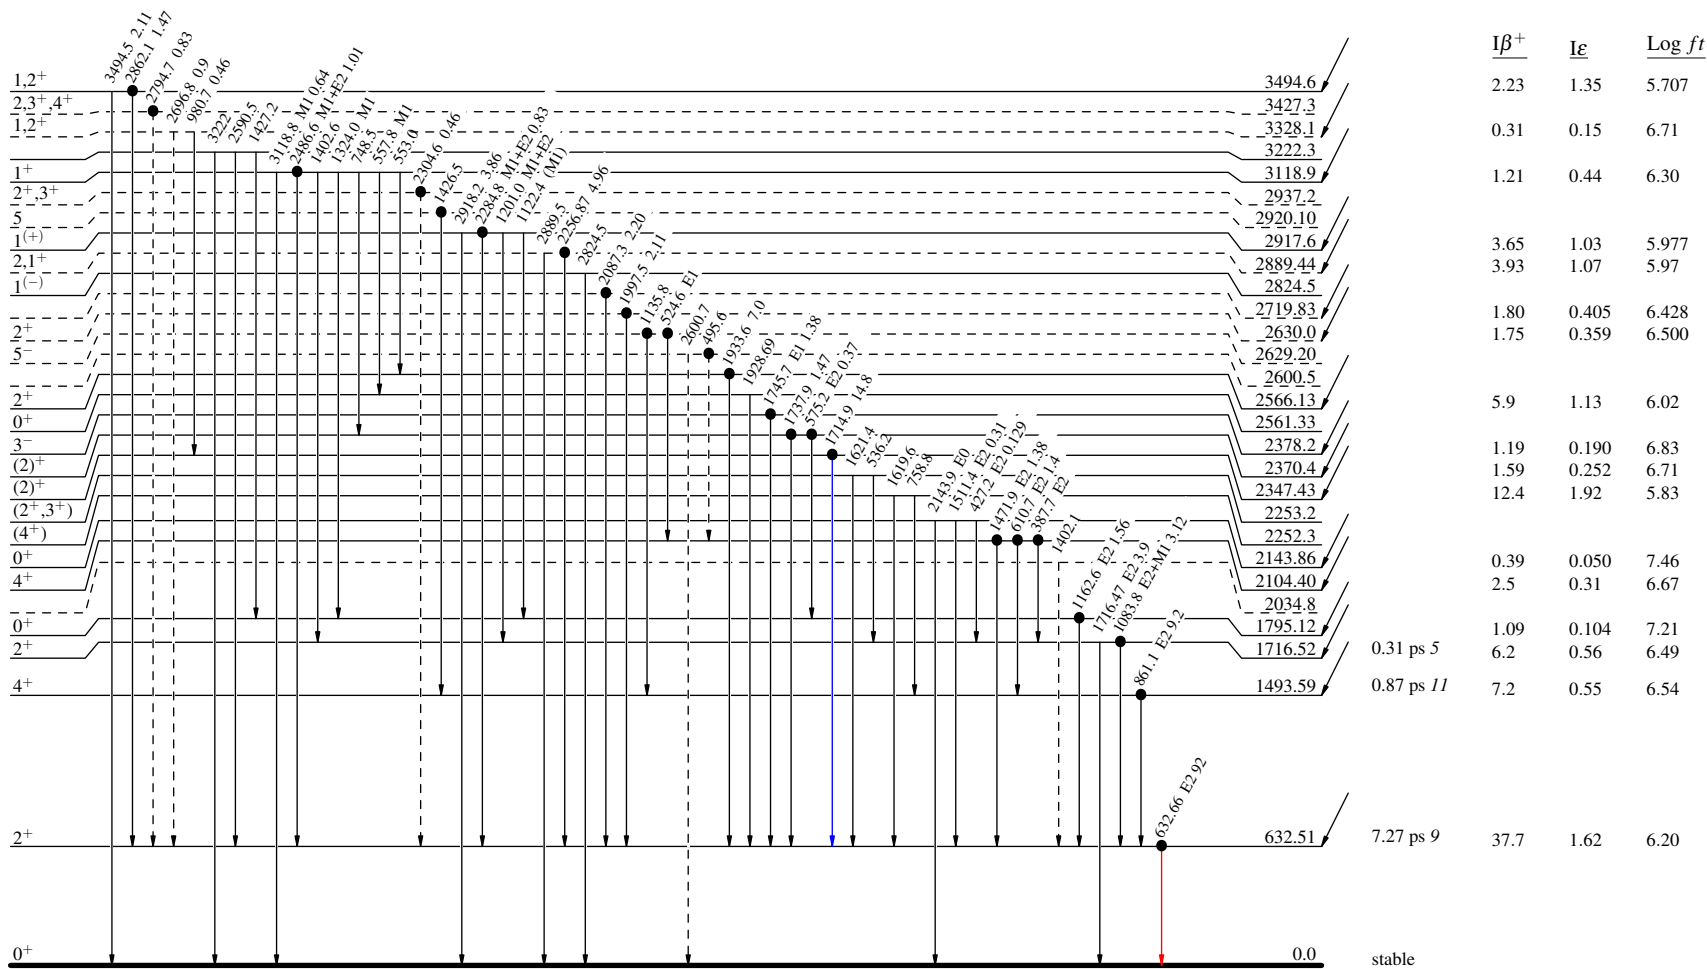 Iβ⁺ Iε Log ft
3494.5 2.11
2862.1 1.47
2794.7 0.83
2696.8 0.9
980.7 0.46
3222
2590.5
1427.2
3118.8 M1 0.64
2486.6 M1+E2 1.01
1402.6
1324.0 M1
748.5
557.8 M1
553.0
2304.6 0.46
1426.5
2918.2 3.86
2284.8 M1+E2 0.83
1201.0 M1+E2
1122.4 (M1)
2889.5
2256.87 4.96
2824.5
2087.3 2.20
1997.5 2.11
1135.8
524.6 E1
2600.7
495.6
1933.6 7.0
1928.69
1745.7 E1 1.38
1737.9 1.47
575.2 E2 0.37
1714.9 14.8
1621.4
536.2
1619.6
758.8
2143.9 E0
1511.4 E2 0.31
427.2 E2 0.129
1471.9 E2 1.38
610.7 E2 1.4
387.7 E2
1402.1
1162.6 E2 1.56
1716.47 E2 3.9
1083.8 E2+M1 3.12
861.1 E2 9.2
632.66 E2 92
1,2⁺ 3494.6 2.23 1.35 5.707
2,3⁺,4⁺ 3427.3
1,2⁺ 3328.1 0.31 0.15 6.71
3222.3
1⁺ 3118.9 1.21 0.44 6.30
2⁺,3⁺ 2937.2
5⁻ 2920.10
1⁽⁺⁾ 2917.6 3.65 1.03 5.977
2,1⁺ 2889.44 3.93 1.07 5.97
1⁽⁻⁾ 2824.5
2719.83 1.80 0.405 6.428
2⁺ 2630.0 1.75 0.359 6.500
5⁻ 2629.20
2600.5
2⁺ 2566.13 5.9 1.13 6.02
0⁺ 2561.33
3⁻ 2378.2 1.19 0.190 6.83
(2)⁺ 2370.4 1.59 0.252 6.71
(2)⁺ 2347.43 12.4 1.92 5.83
(2⁺,3⁺) 2253.2
(4⁺) 2252.3
0⁺ 2143.86 0.39 0.050 7.46
4⁺ 2104.40 2.5 0.31 6.67
2034.8
0⁺ 1795.12 1.09 0.104 7.21
2⁺ 1716.52 0.31 ps 5 6.2 0.56 6.49
4⁺ 1493.59 0.87 ps 11 7.2 0.55 6.54
2⁺ 632.51 7.27 ps 9 37.7 1.62 6.20
0⁺ 0.0 stable